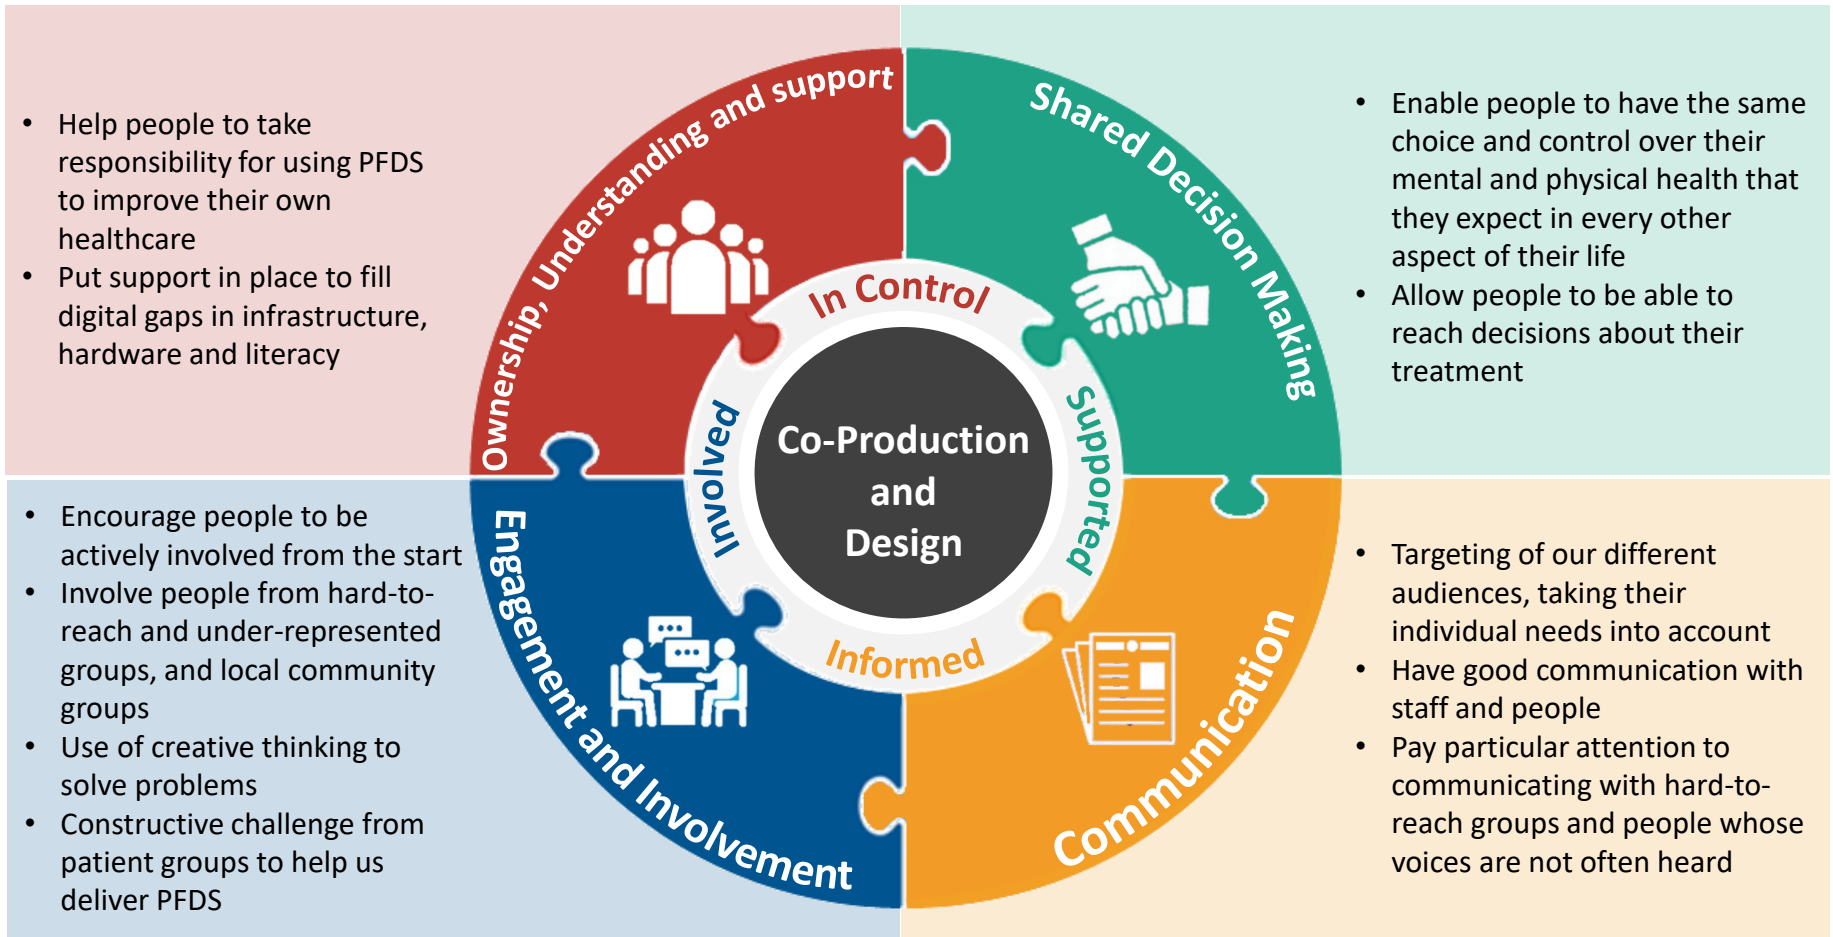 • Help people to take
responsibility for using PFDS
to improve their own
healthcare
• Put support in place to fill
digital gaps in infrastructure,
hardware and literacy
Ownership, Understanding and support
Shared Decision Making
• Enable people to have the same
choice and control over their
mental and physical health that
they expect in every other
aspect of their life
• Allow people to be able to
reach decisions about their
treatment
In Control
Involved
Supported
Informed
Co-Production
and
Design
• Encourage people to be
actively involved from the start
• Involve people from hard-to-
reach and under-represented
groups, and local community
groups
• Use of creative thinking to
solve problems
• Constructive challenge from
patient groups to help us
deliver PFDS
Engagement and Involvement
Communication
• Targeting of our different
audiences, taking their
individual needs into account
• Have good communication with
staff and people
• Pay particular attention to
communicating with hard-to-
reach groups and people whose
voices are not often heard